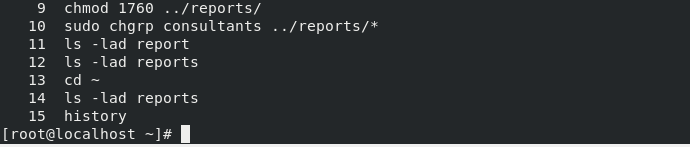 9 chmod 1760 ../reports/
10 sudo chgrp consultants ../reports/*
11 ls -lad report
12 ls -lad reports
13 cd ~
14 ls -lad reports
15 history
[root@localhost ~]#